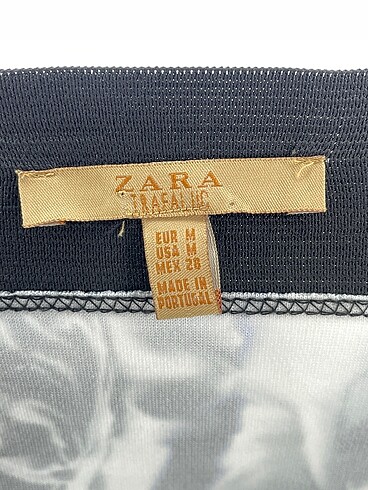 ZARA
TRAFALUC
EUR M
USA M
MEX 28
MADE IN
PORTUGAL